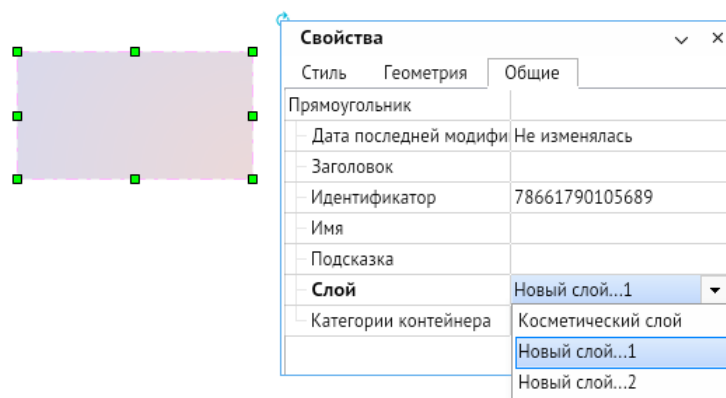 Свойства
Стиль Геометрия Общие
Прямоугольник
Дата последней модифи Не изменялась
Заголовок
Идентификатор 78661790105689
Имя
Подсказка
Слой Новый слой...1
Категории контейнера Косметический слой
Новый слой...1
Новый слой...2